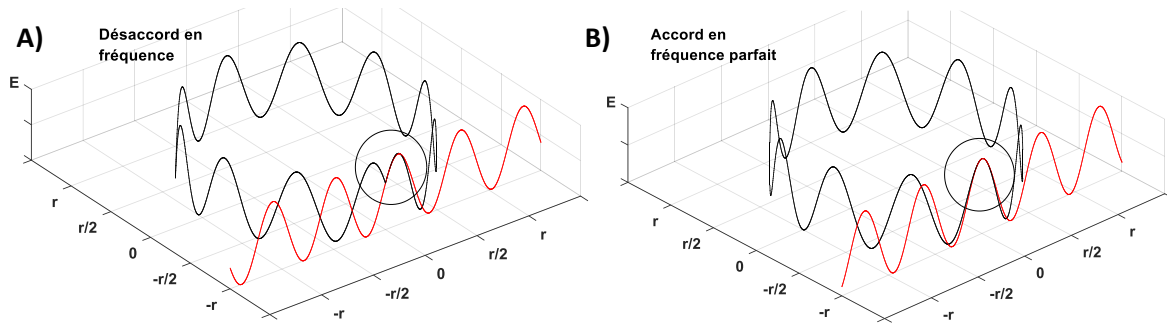 A)
Désaccord en
fréquence
E
r
r/2
0
-r/2
-r
-r
-r/2
0
r/2
r
B)
Accord en
fréquence parfait
E
r
r/2
0
-r/2
-r
-r
-r/2
0
r/2
r